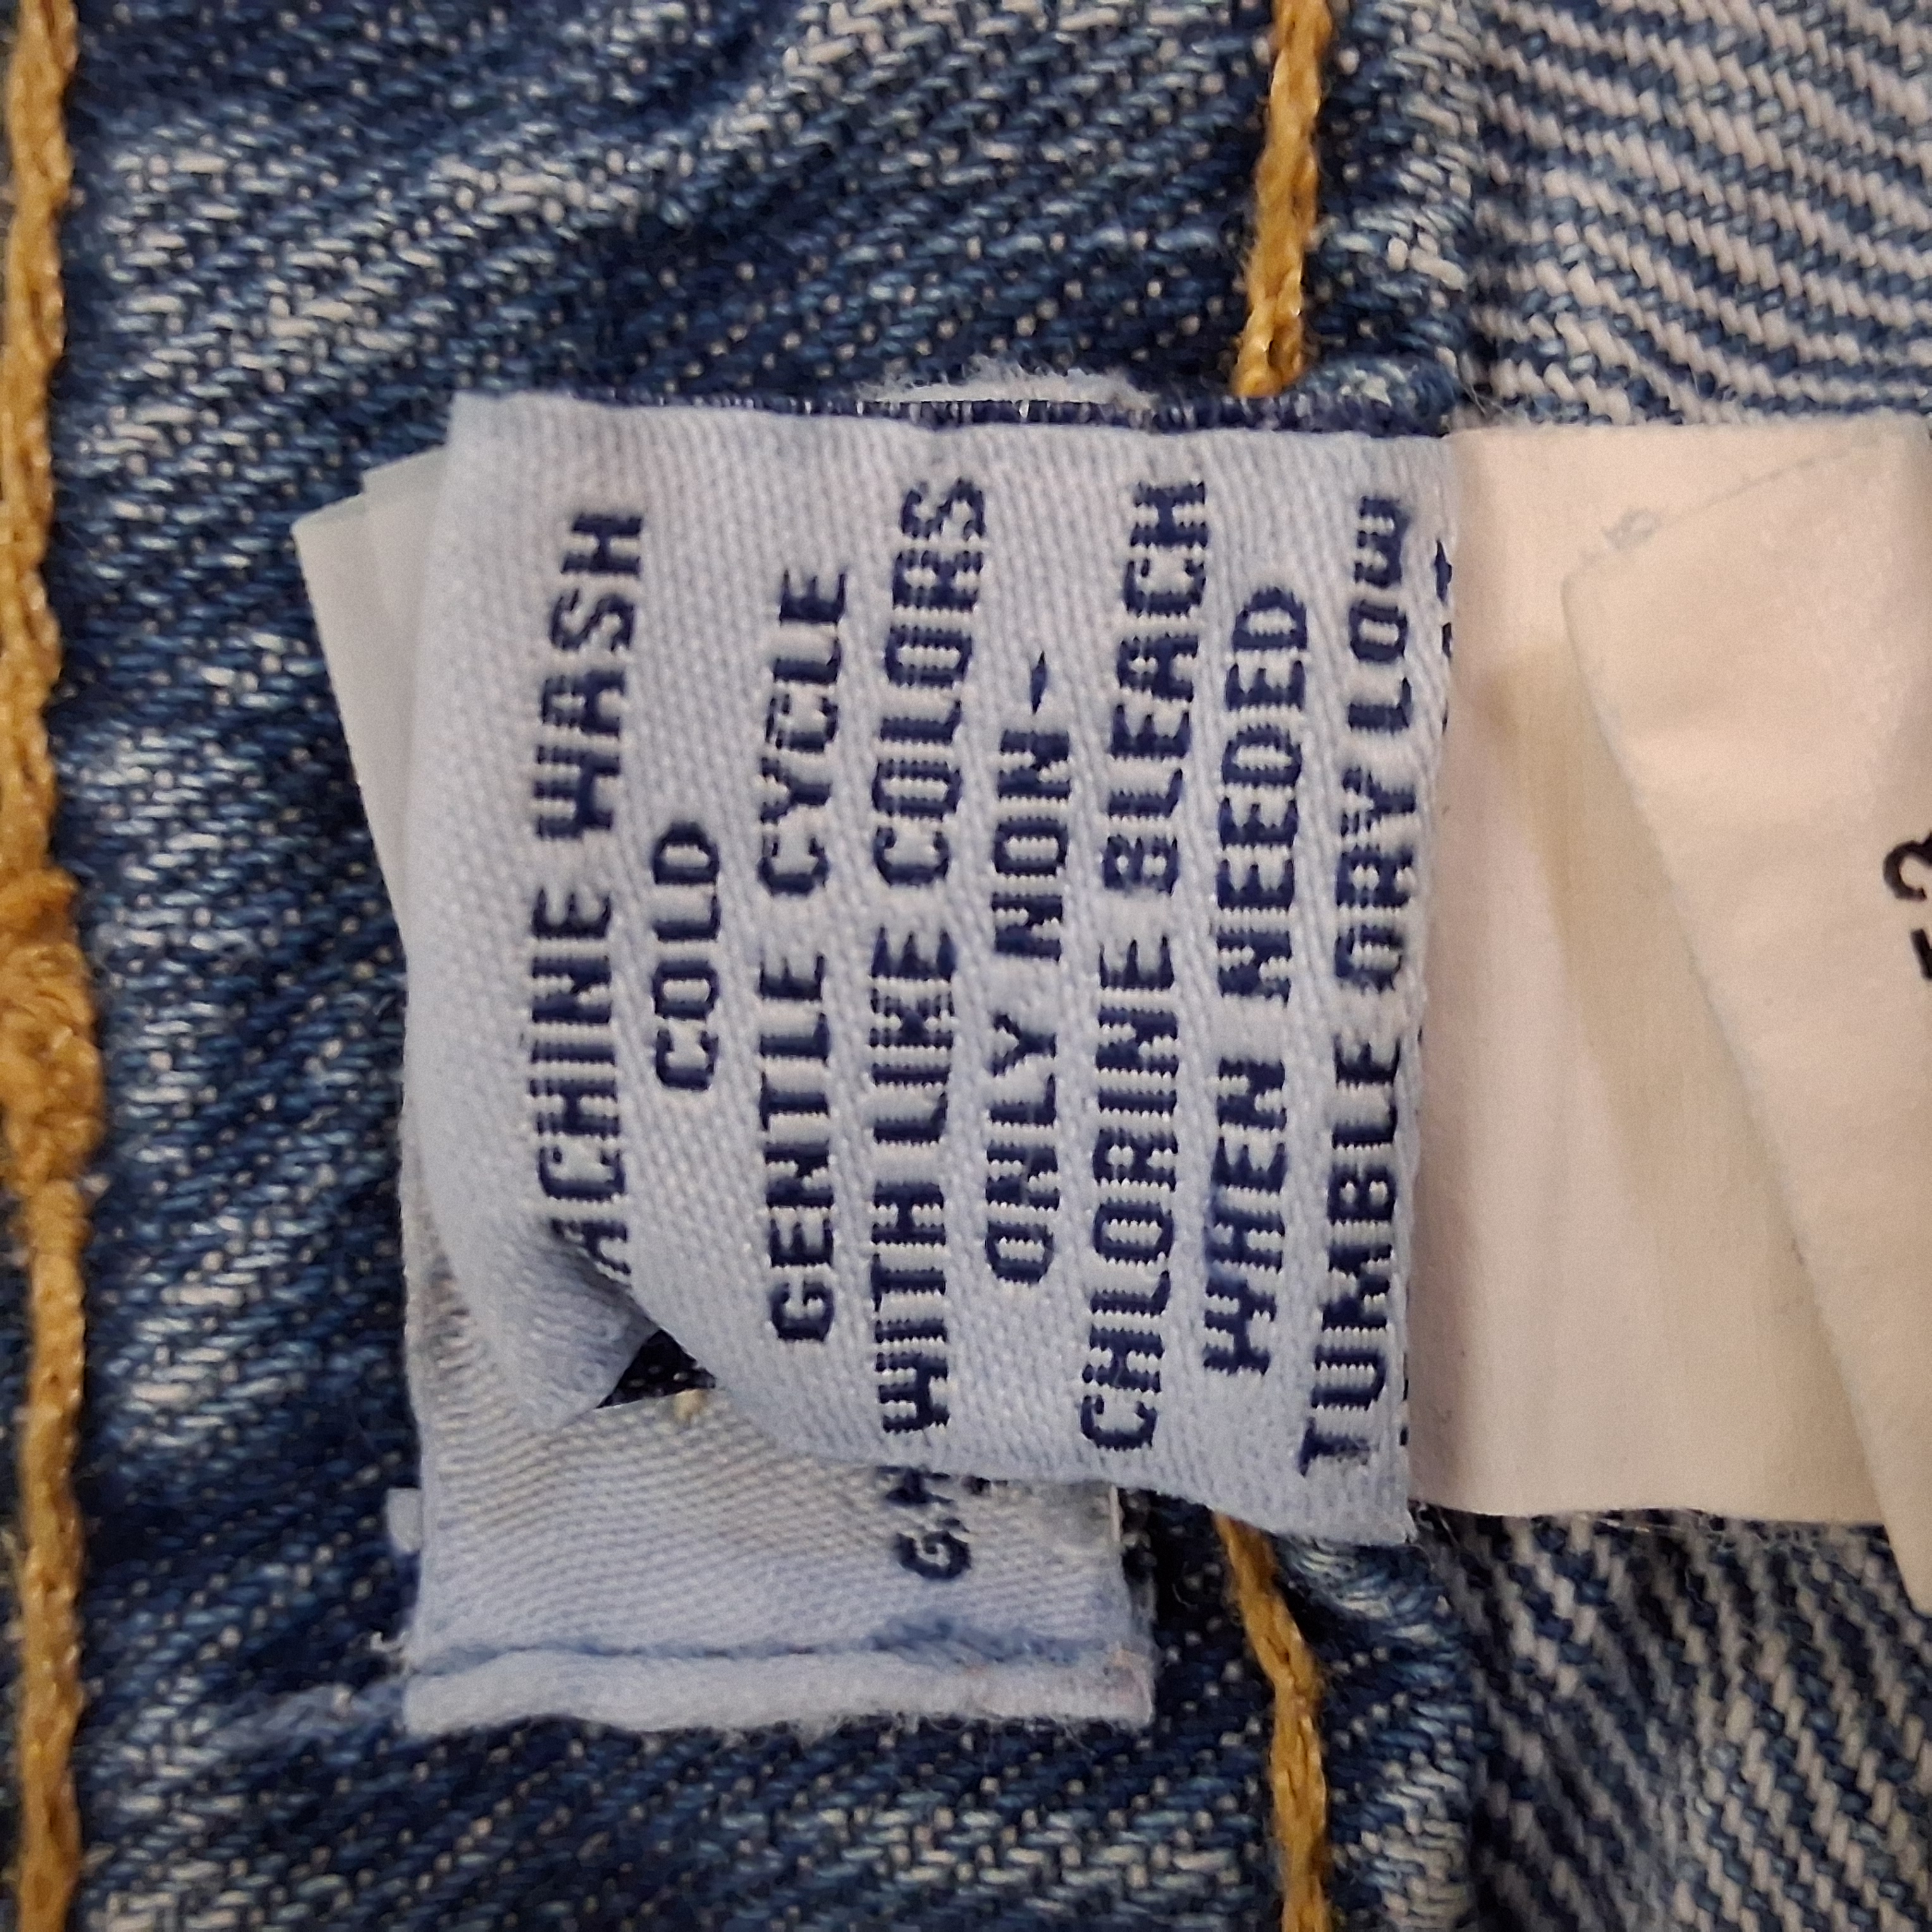 ACHINE WASH
COLD
GENTLE CYCLE
WITH LIKE COLORS
ONLY NON-
CHLORINE BLEACH
WHEN NEEDED
TUMBLE DRY LOW